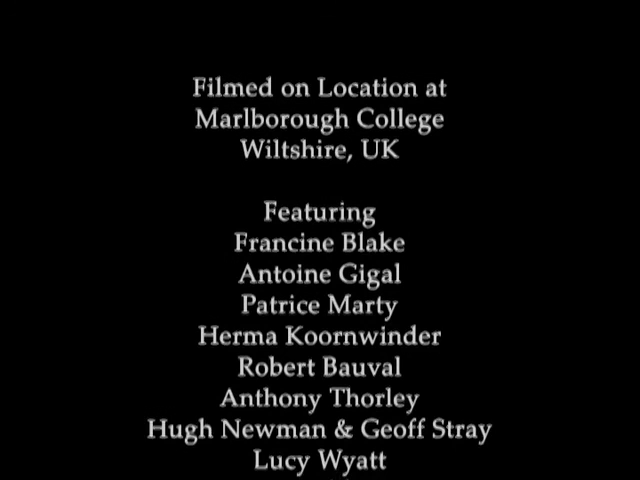 Filmed on Location at
Marlborough College
Wiltshire, UK
Featuring
Francine Blake
Antoine Gigal
Patrice Marty
Herma Koornwinder
Robert Bauval
Anthony Thorley
Hugh Newman & Geoff Stray
Lucy Wyatt